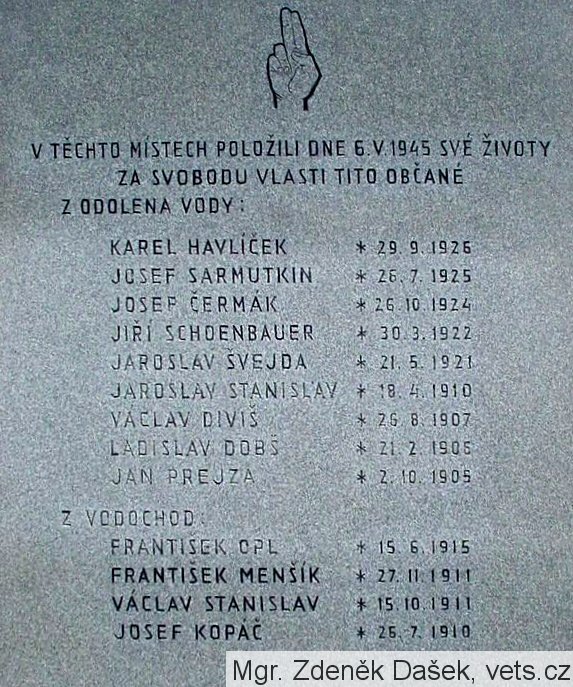 V TĚCHTO MÍSTECH POLOŽILI DNE 6.V.1945 SVÉ ŽIVOTY
ZA SVOBODU VLASTI TITO OBČANÉ
Z ODOLENA VODY:
KAREL HAVLÍČEK * 29. 9. 1926
JOSEF SARMUTKIN * 26. 7. 1925
JOSEF ČERMÁK * 26. 10. 1924
JIŘÍ SCHOENBAUER * 30. 3. 1922
JAROSLAV ŠVEJDA * 21. 5. 1921
JAROSLAV STANISLAV * 18. 4. 1910
VÁCLAV DIVIŠ * 26. 8. 1907
LADISLAV DOBŠ * 21. 2. 1906
JAN PREJZA * 2. 10. 1905
Z VODOCHOD:
FRANTIŠEK OPL * 15. 6. 1915
FRANTIŠEK MENŠÍK * 27. 11. 1911
VÁCLAV STANISLAV * 15. 10. 1911
JOSEF KOPÁČ * 26. 7. 1910
Mgr. Zdeněk Dašek, vets.cz